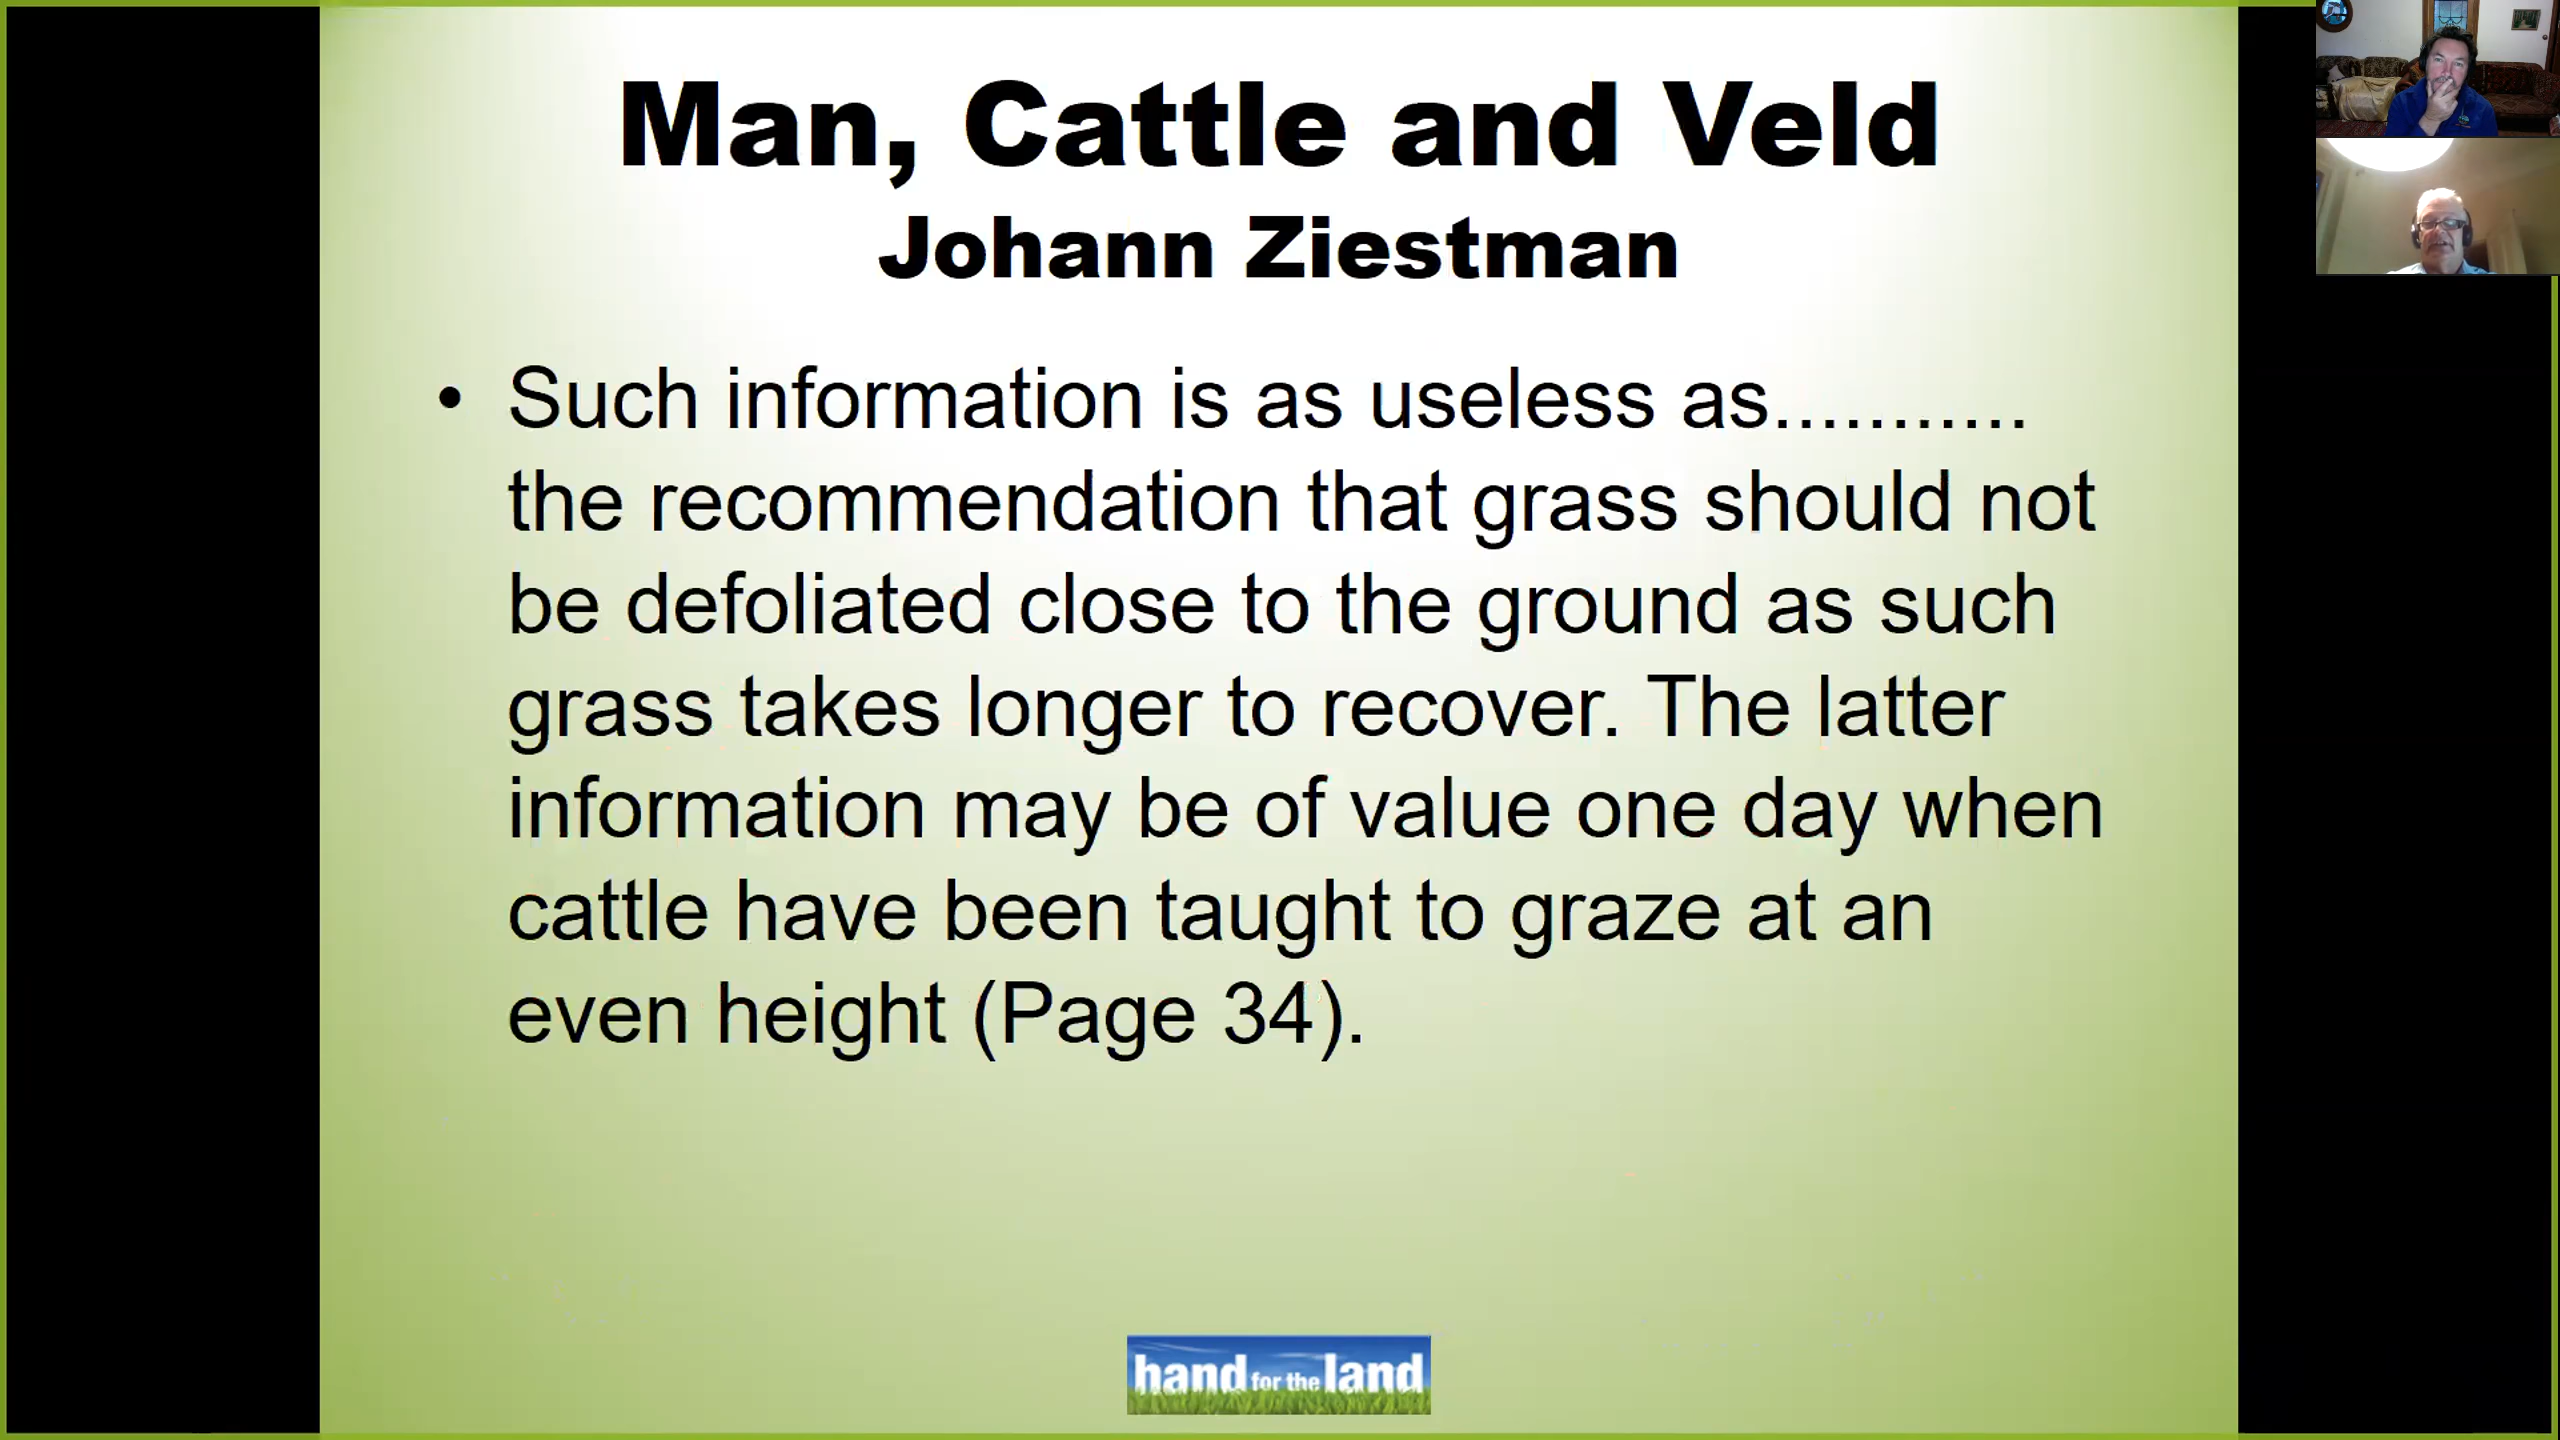 Man, Cattle and Veld
Johann Ziestman
• Such information is as useless as...........
the recommendation that grass should not
be defoliated close to the ground as such
grass takes longer to recover. The latter
information may be of value one day when
cattle have been taught to graze at an
even height (Page 34).
hand for the land